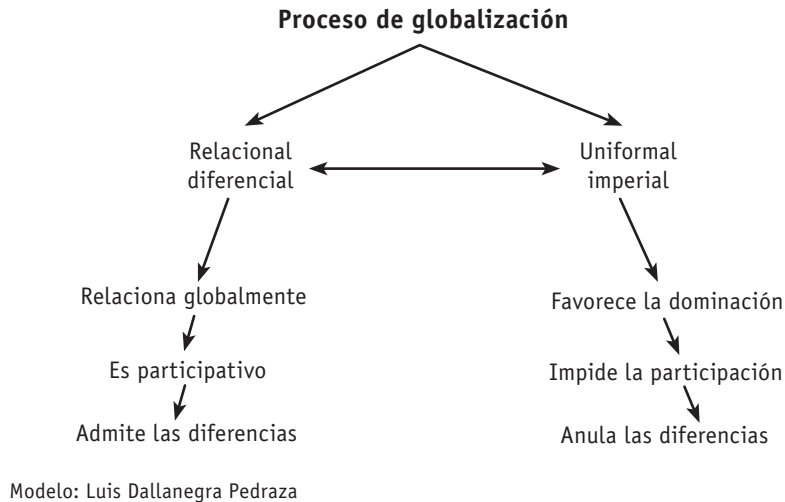 Proceso de globalización
Relacional
diferencial
Uniformal
imperial
Relaciona globalmente
Favorece la dominación
Es participativo
Impide la participación
Admite las diferencias
Anula las diferencias
Modelo: Luis Dallanegra Pedraza